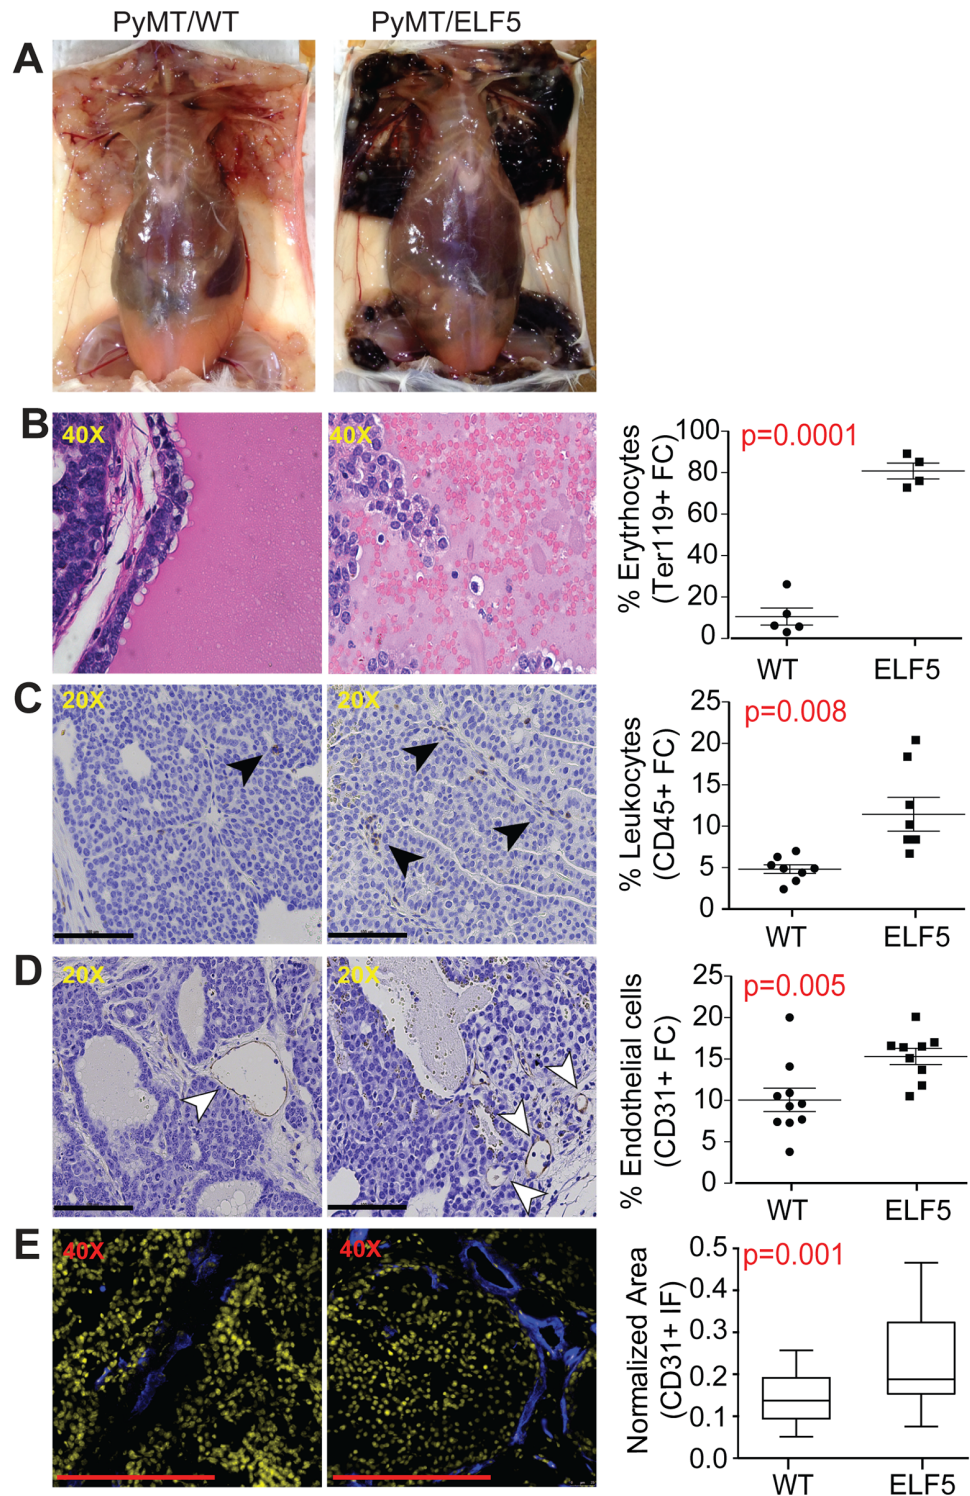 PyMT/WT PyMT/ELF5
A
B
40X 40X
% Erytrhocytes
(Ter119+ FC)
p=0.0001
100
80
60
40
20
0
WT ELF5
C
20X 20X
% Leukocytes
(CD45+ FC)
p=0.008
25
20
15
10
5
0
WT ELF5
D
20X 20X
% Endothelial cells
(CD31+ FC)
p=0.005
25
20
15
10
5
0
WT ELF5
E
40X 40X
Normalized Area
(CD31+ IF)
p=0.001
0.5
0.4
0.3
0.2
0.1
0.0
WT ELF5